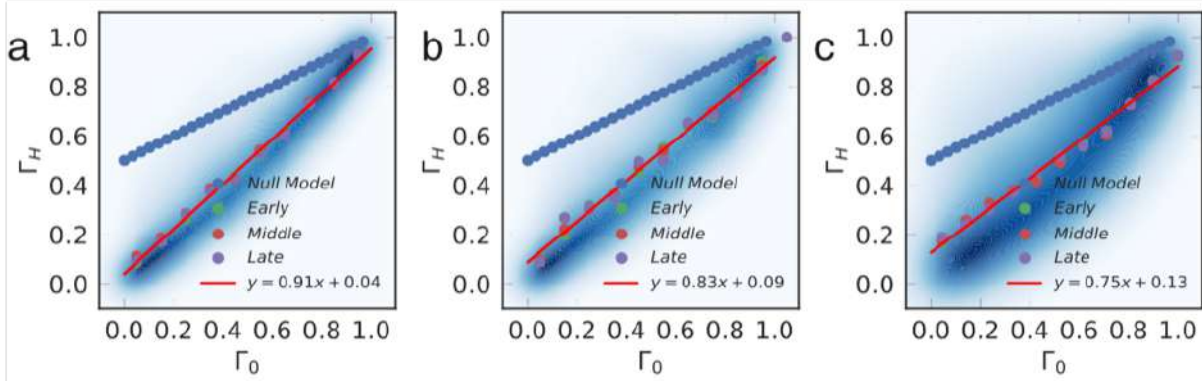 a
1.0
0.8
0.6
0.4
0.2
0.0
Γ_H
Null Model
Early
Middle
Late
y = 0.91x + 0.04
0.0 0.2 0.4 0.6 0.8 1.0
Γ_0
b
1.0
0.8
0.6
0.4
0.2
0.0
Γ_H
Null Model
Early
Middle
Late
y = 0.83x + 0.09
0.0 0.2 0.4 0.6 0.8 1.0
Γ_0
c
1.0
0.8
0.6
0.4
0.2
0.0
Γ_H
Null Model
Early
Middle
Late
y = 0.75x + 0.13
0.0 0.2 0.4 0.6 0.8 1.0
Γ_0